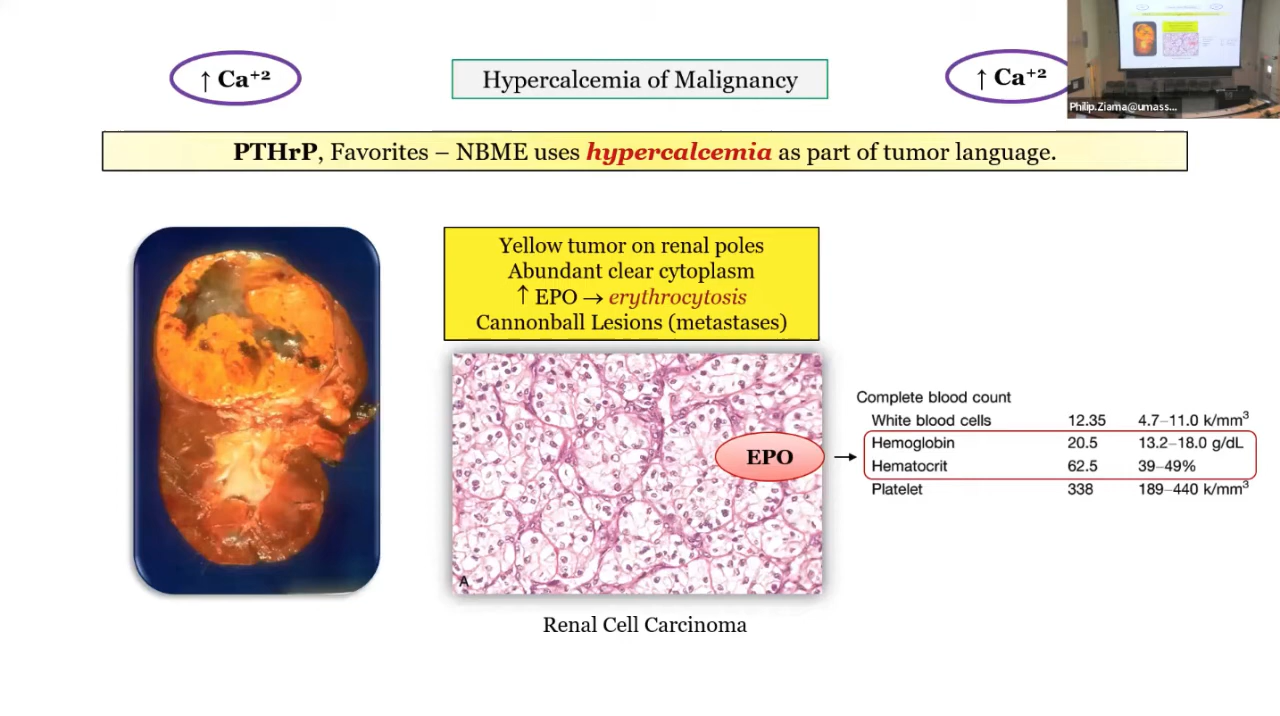 ↑ Ca+2
Hypercalcemia of Malignancy
↑ Ca+2
Philip.Ziama@umass...
PTHrP, Favorites – NBME uses hypercalcemia as part of tumor language.
Yellow tumor on renal poles
Abundant clear cytoplasm
↑ EPO → erythrocytosis
Cannonball Lesions (metastases)
EPO
A
Complete blood count
White blood cells 12.35 4.7–11.0 k/mm3
Hemoglobin 20.5 13.2–18.0 g/dL
Hematocrit 62.5 39–49%
Platelet 338 189–440 k/mm3
Renal Cell Carcinoma